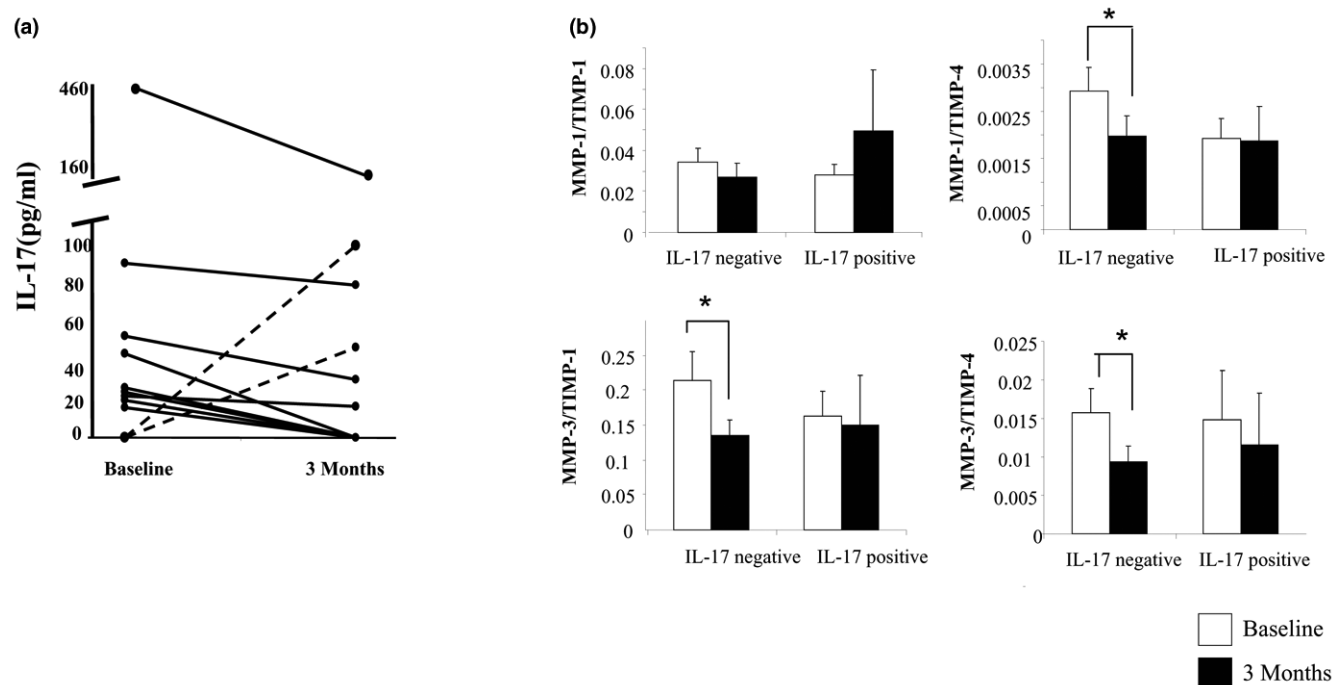 (a)
IL-17(pg/ml)
460
160
100
80
60
40
20
0
Baseline
3 Months
(b)
MMP-1/TIMP-1
0.08
0.06
0.04
0.02
0
IL-17 negative
IL-17 positive
MMP-1/TIMP-4
0.0035
0.0025
0.0015
0.0005
0
*
IL-17 negative
IL-17 positive
MMP-3/TIMP-1
0.25
0.2
0.15
0.1
0.05
0
*
IL-17 negative
IL-17 positive
MMP-3/TIMP-4
0.025
0.02
0.015
0.01
0.005
0
*
IL-17 negative
IL-17 positive
Baseline
3 Months